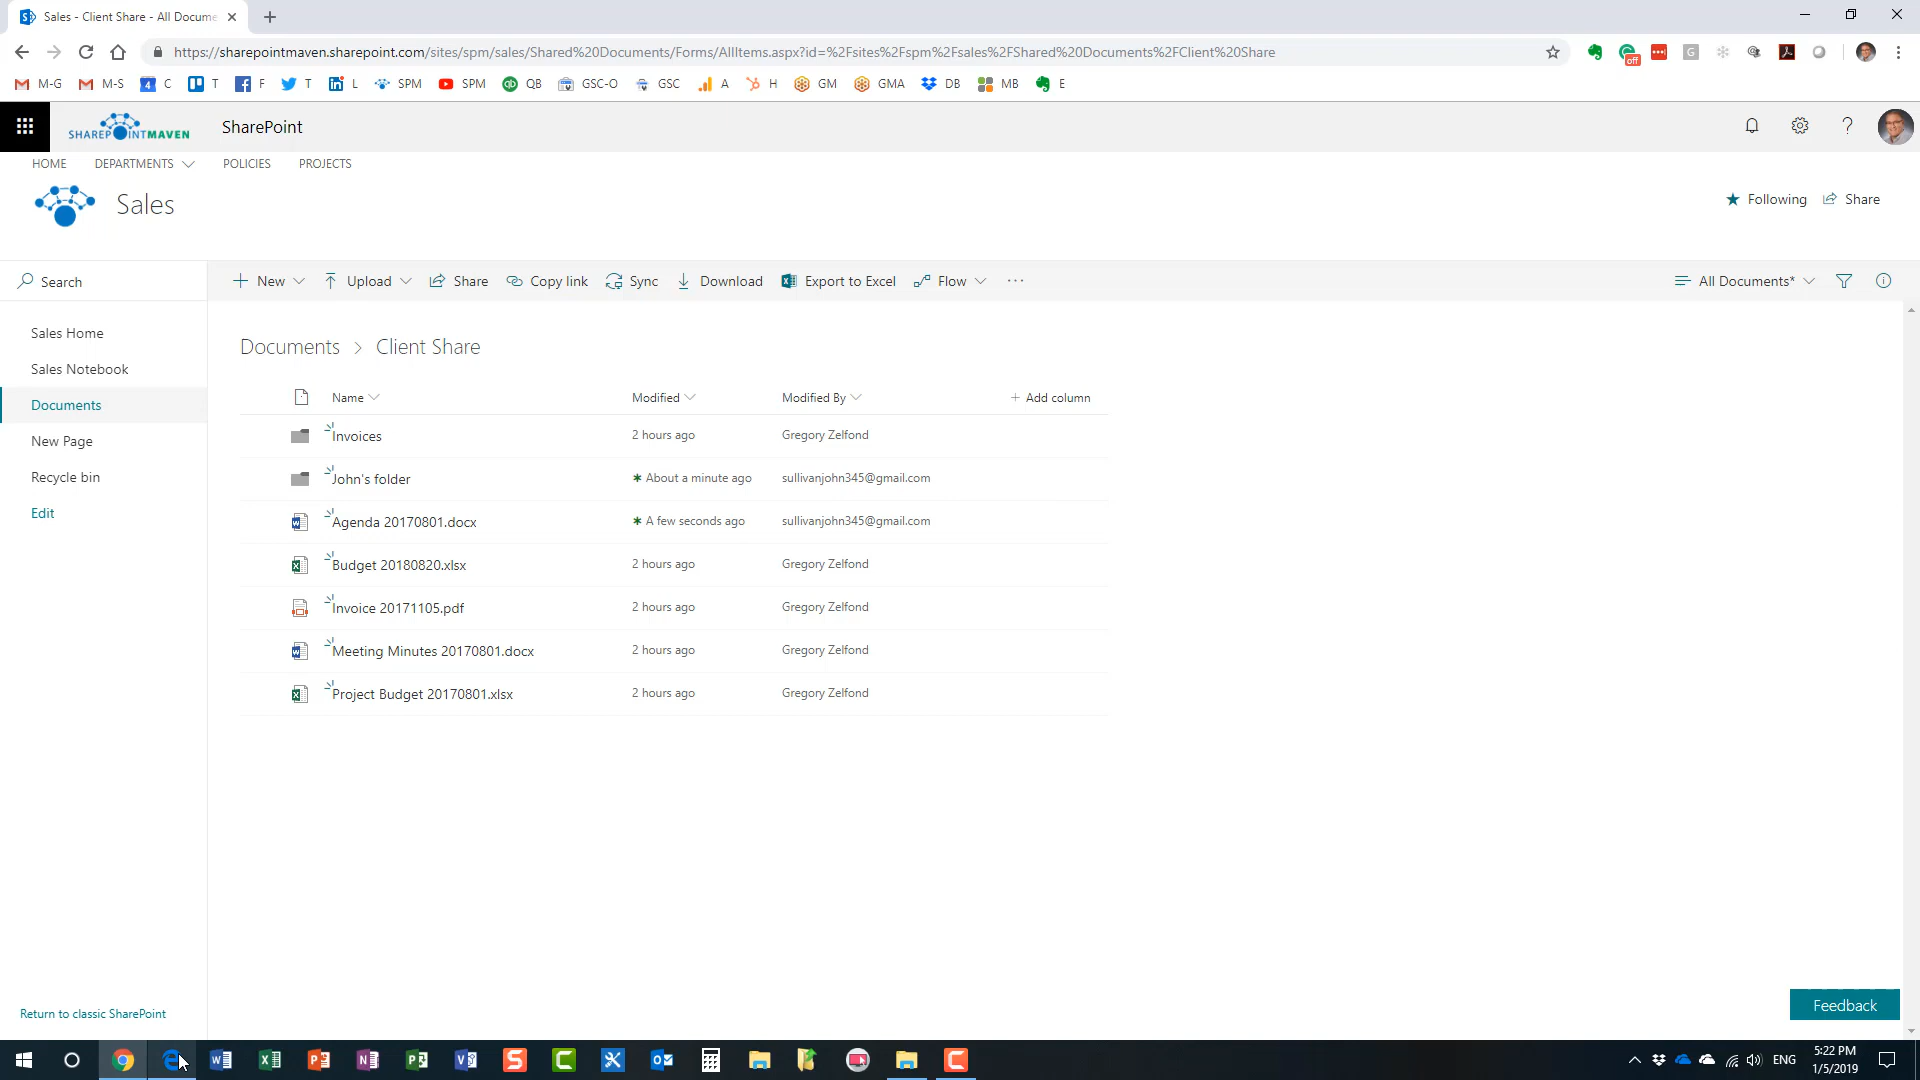 Sales - Client Share - All Docume
https://sharepointmaven.sharepoint.com/sites/spm/sales/Shared%20Documents/Forms/AllItems.aspx?id=%2Fsites%2Fspm%2Fsales%2FShared%20Documents%2FClient%20Share
off
M-G M-S 4 C T F T L SPM SPM QB GSC-O GSC A H GM GMA DB MB E
SHAREPOINTMAVEN SharePoint
HOME DEPARTMENTS POLICIES PROJECTS
Sales
Following Share
Search
New Upload Share Copy link Sync Download Export to Excel Flow All Documents*
Sales Home
Sales Notebook
Documents
New Page
Recycle bin
Edit
Documents > Client Share
Name Modified Modified By + Add column
Invoices 2 hours ago Gregory Zelfond
John's folder About a minute ago sullivanjohn345@gmail.com
Agenda 20170801.docx A few seconds ago sullivanjohn345@gmail.com
Budget 20180820.xlsx 2 hours ago Gregory Zelfond
Invoice 20171105.pdf 2 hours ago Gregory Zelfond
Meeting Minutes 20170801.docx 2 hours ago Gregory Zelfond
Project Budget 20170801.xlsx 2 hours ago Gregory Zelfond
Feedback
Return to classic SharePoint
ENG
5:22 PM
1/5/2019